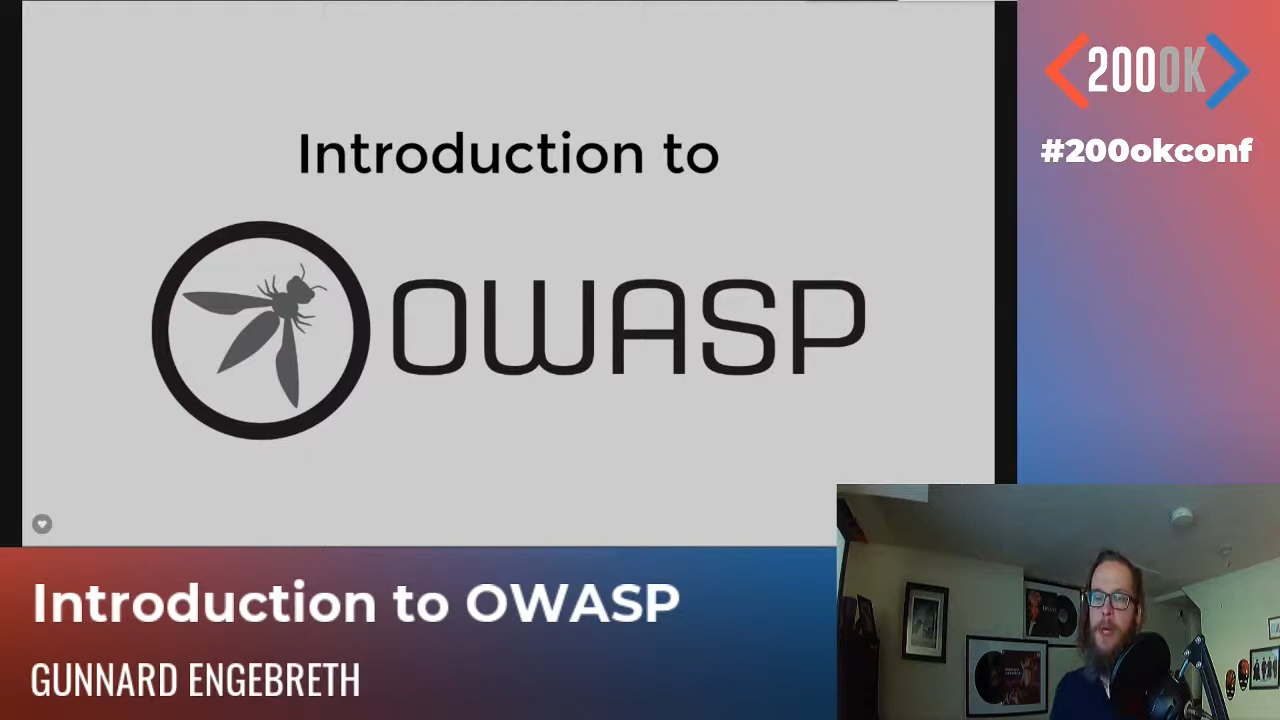 Introduction to
OWASP
200OK
#200okconf
Introduction to OWASP
GUNNARD ENGEBRETH